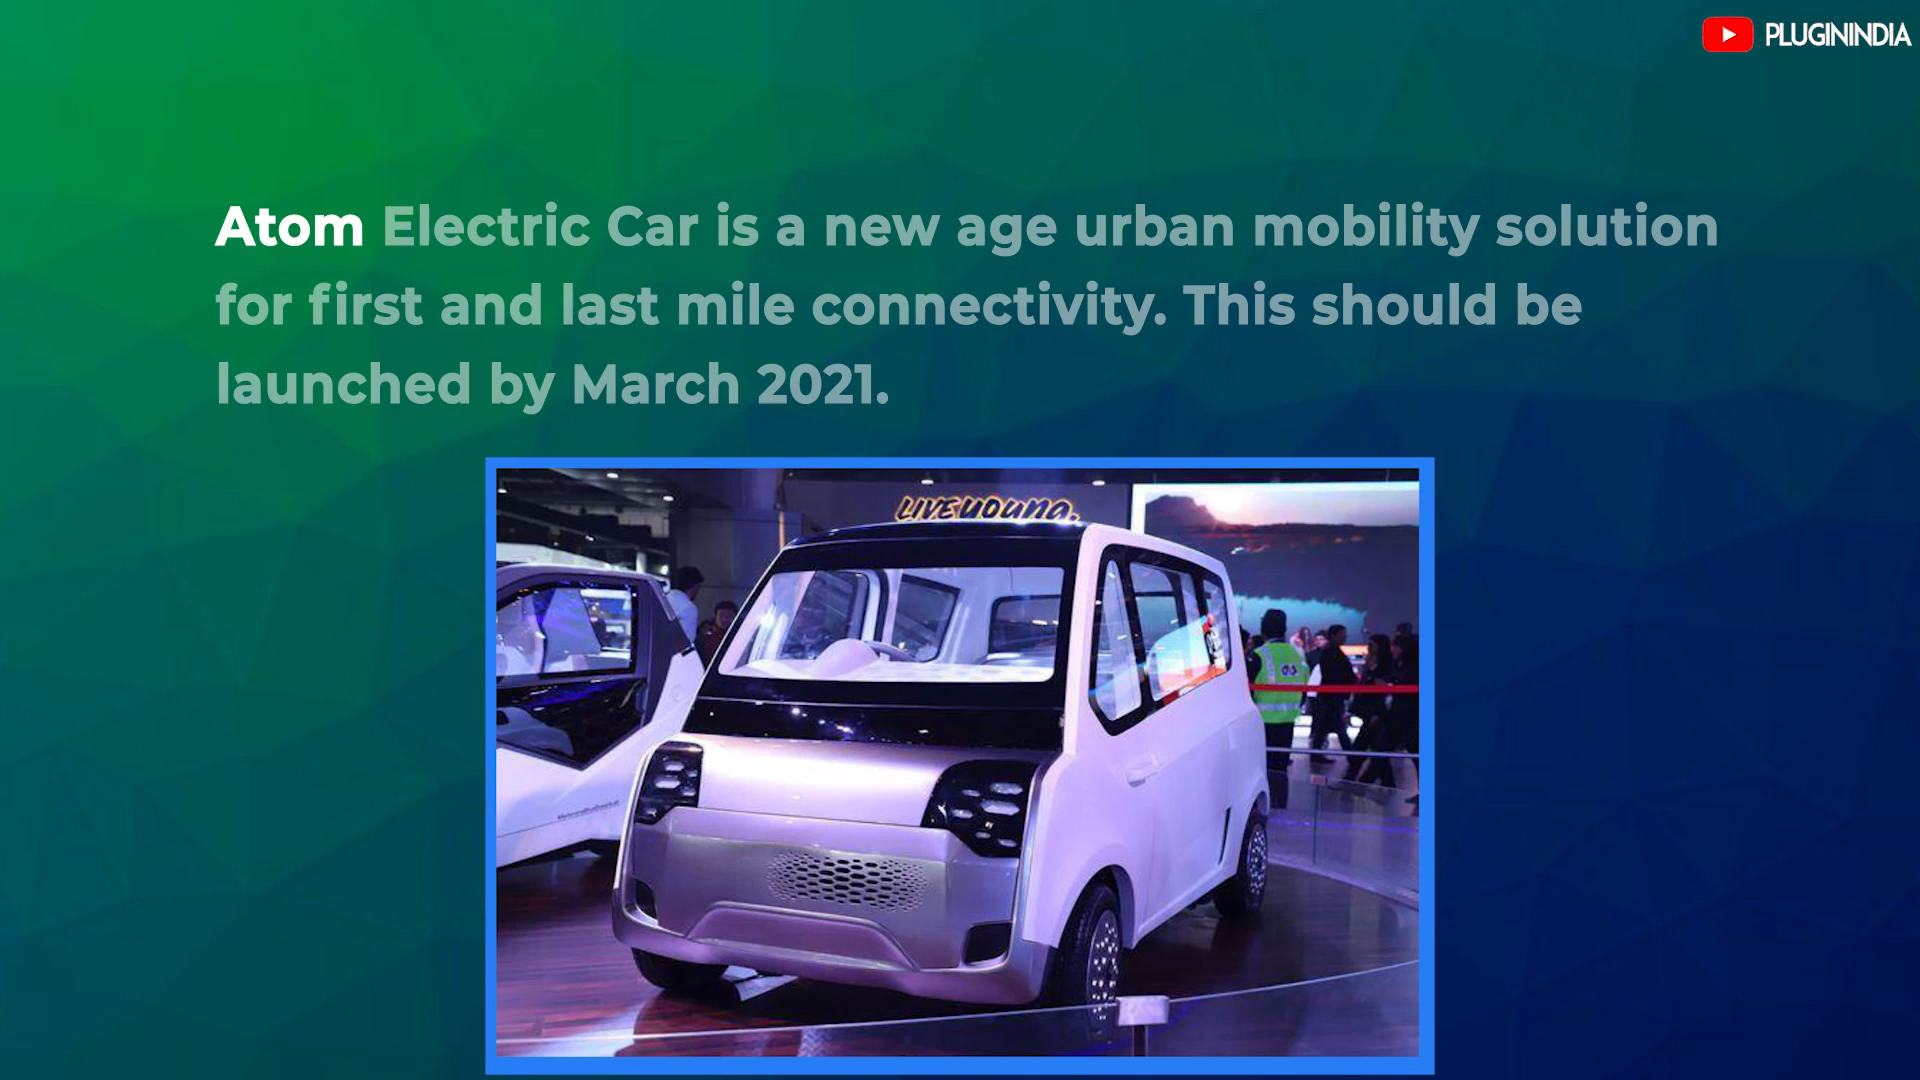 PLUGININDIA
Atom Electric Car is a new age urban mobility solution
for first and last mile connectivity. This should be
launched by March 2021.
LIVE YOUNG.